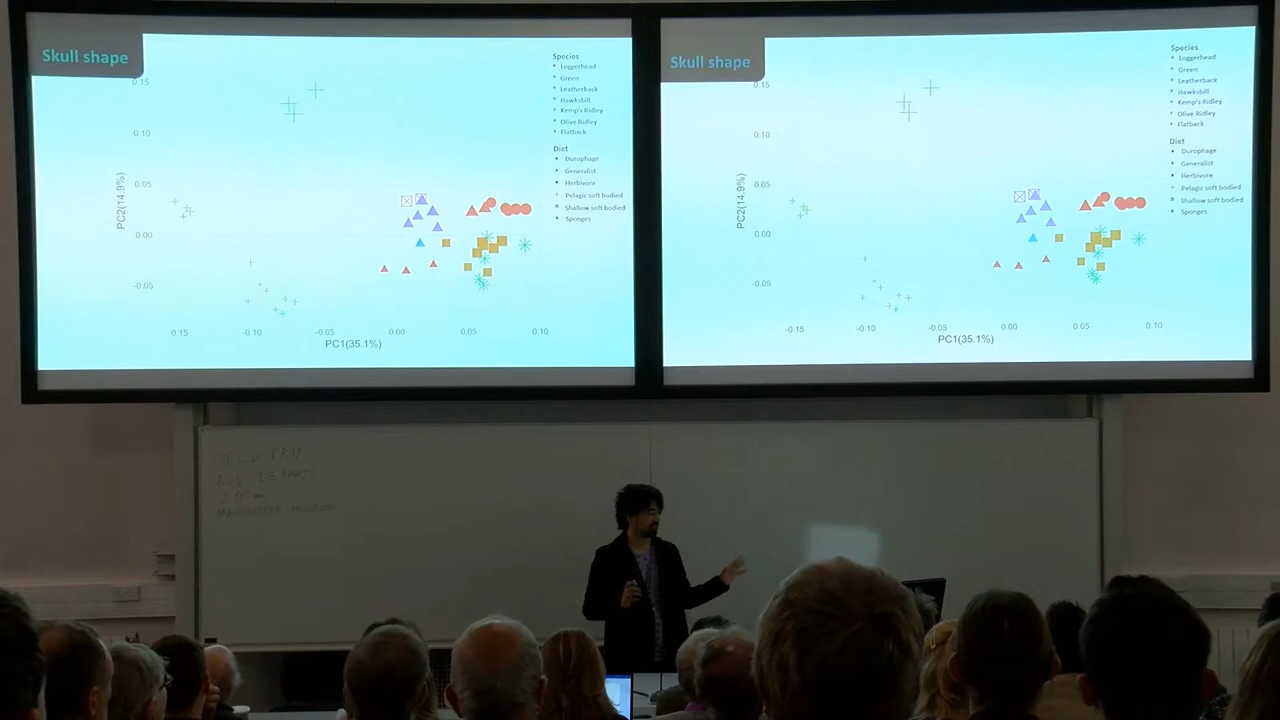 Skull shape
0.15
0.10
0.05
0.00
-0.05
PC2(14.9%)
0.15
-0.10
-0.05
0.00
0.05
0.10
PC1(35.1%)
Species
Loggerhead
Green
Leatherback
Hawksbill
Kemp's Ridley
Olive Ridley
Flatback
Diet
Durophage
Generalist
Herbivore
Pelagic soft bodied
Shallow soft bodied
Sponges
Skull shape
0.15
0.10
0.05
0.00
-0.05
PC2(14.9%)
-0.15
-0.10
-0.05
0.00
0.05
0.10
PC1(35.1%)
Species
Loggerhead
Green
Leatherback
Hawksbill
Kemp's Ridley
Olive Ridley
Flatback
Diet
Durophage
Generalist
Herbivore
Pelagic soft bodied
Shallow soft bodied
Sponges
TRIP
BUS DEPARTS
MUSEUM